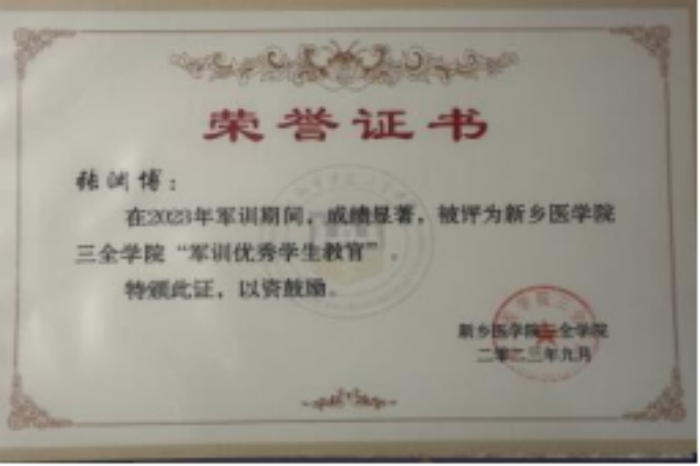 荣誉证书
张渊博：
在2023年军训期间，成绩显著，被评为新乡医学院
三全学院“军训优秀学生教官”。
特颁此证，以资鼓励。
新乡医学院三全学院
二零二三年九月